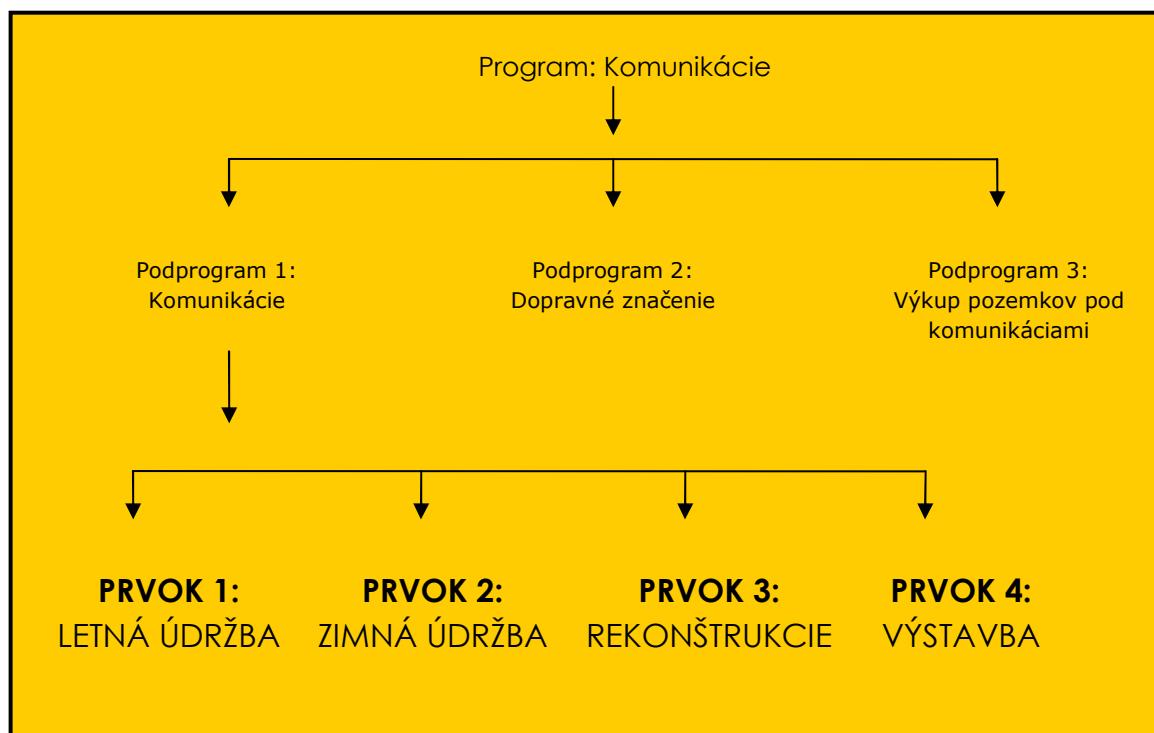 Program: Komunikácie
Podprogram 1:
Komunikácie
Podprogram 2:
Dopravné značenie
Podprogram 3:
Výkup pozemkov pod
komunikáciami
PRVOK 1:
LETNÁ ÚDRŽBA
PRVOK 2:
ZIMNÁ ÚDRŽBA
PRVOK 3:
REKONŠTRUKCIE
PRVOK 4:
VÝSTAVBA